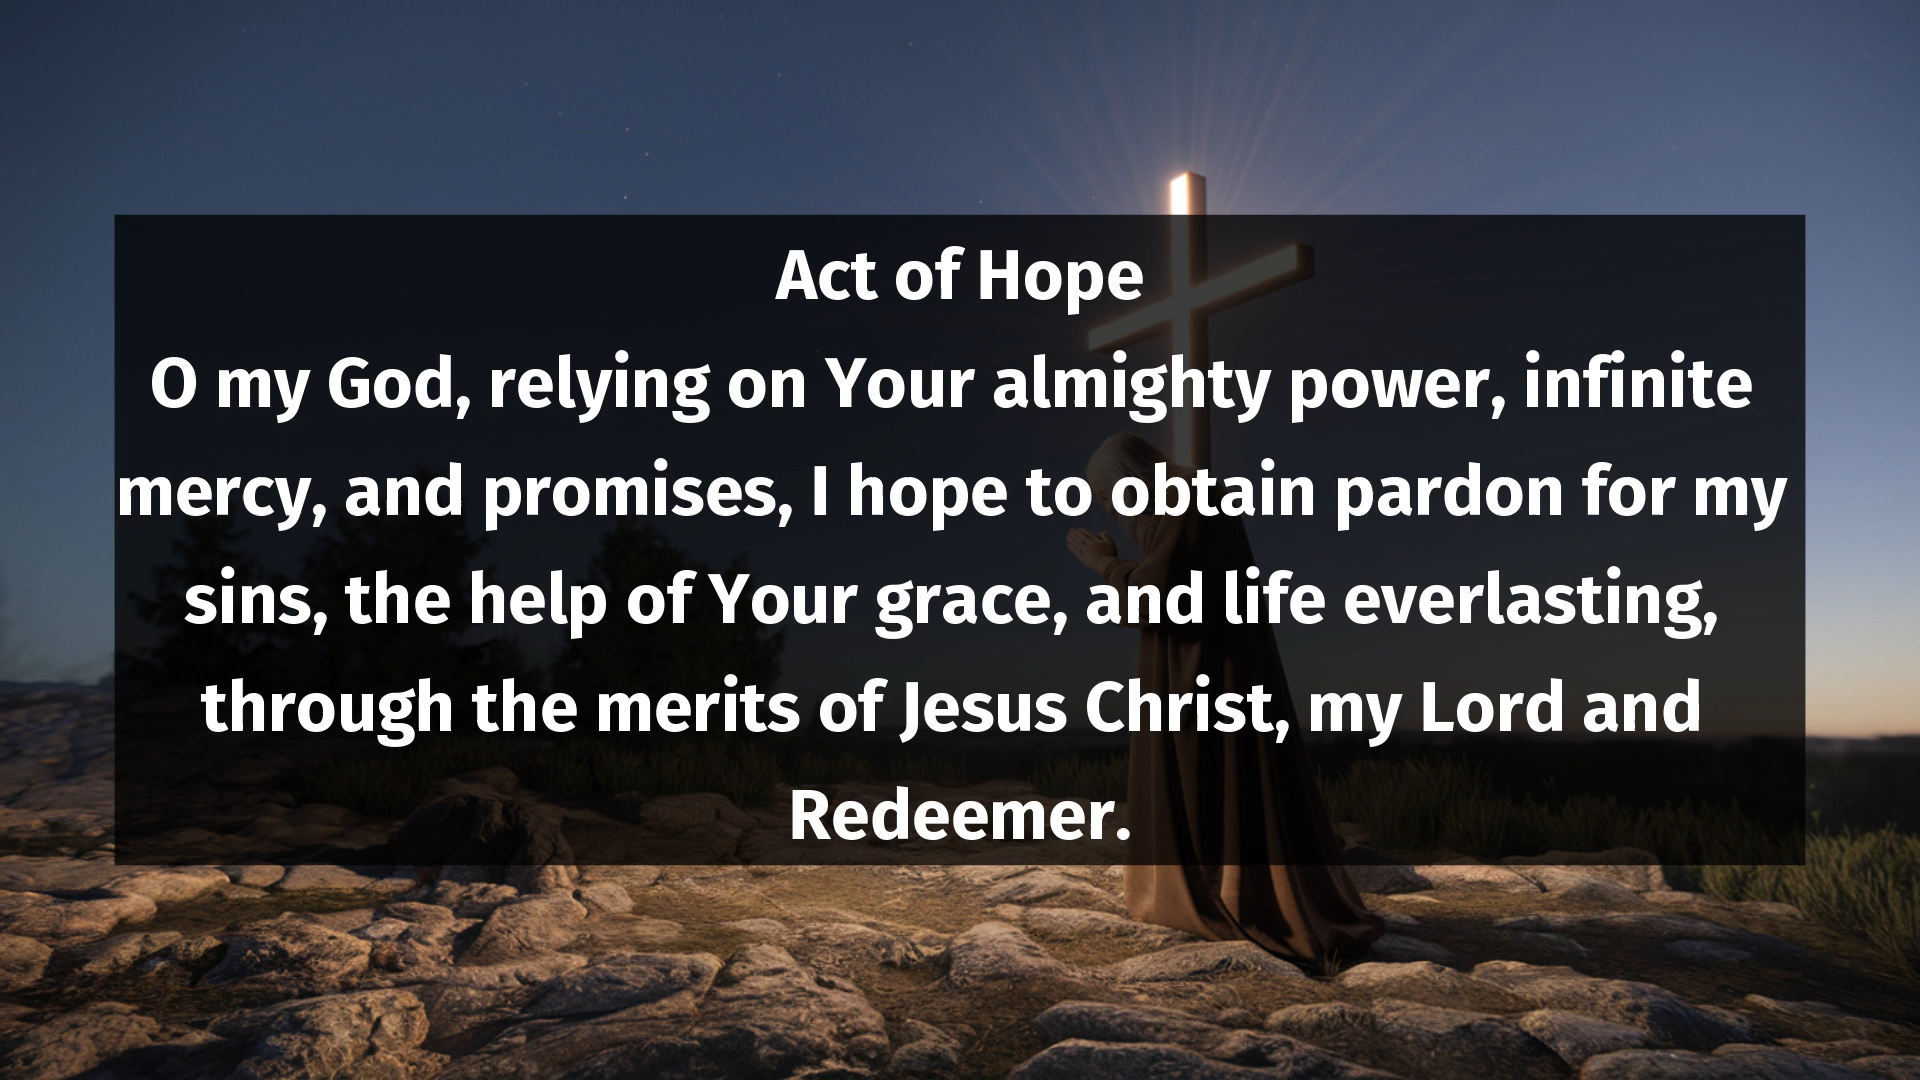 Act of Hope
O my God, relying on Your almighty power, infinite
mercy, and promises, I hope to obtain pardon for my
sins, the help of Your grace, and life everlasting,
through the merits of Jesus Christ, my Lord and
Redeemer.